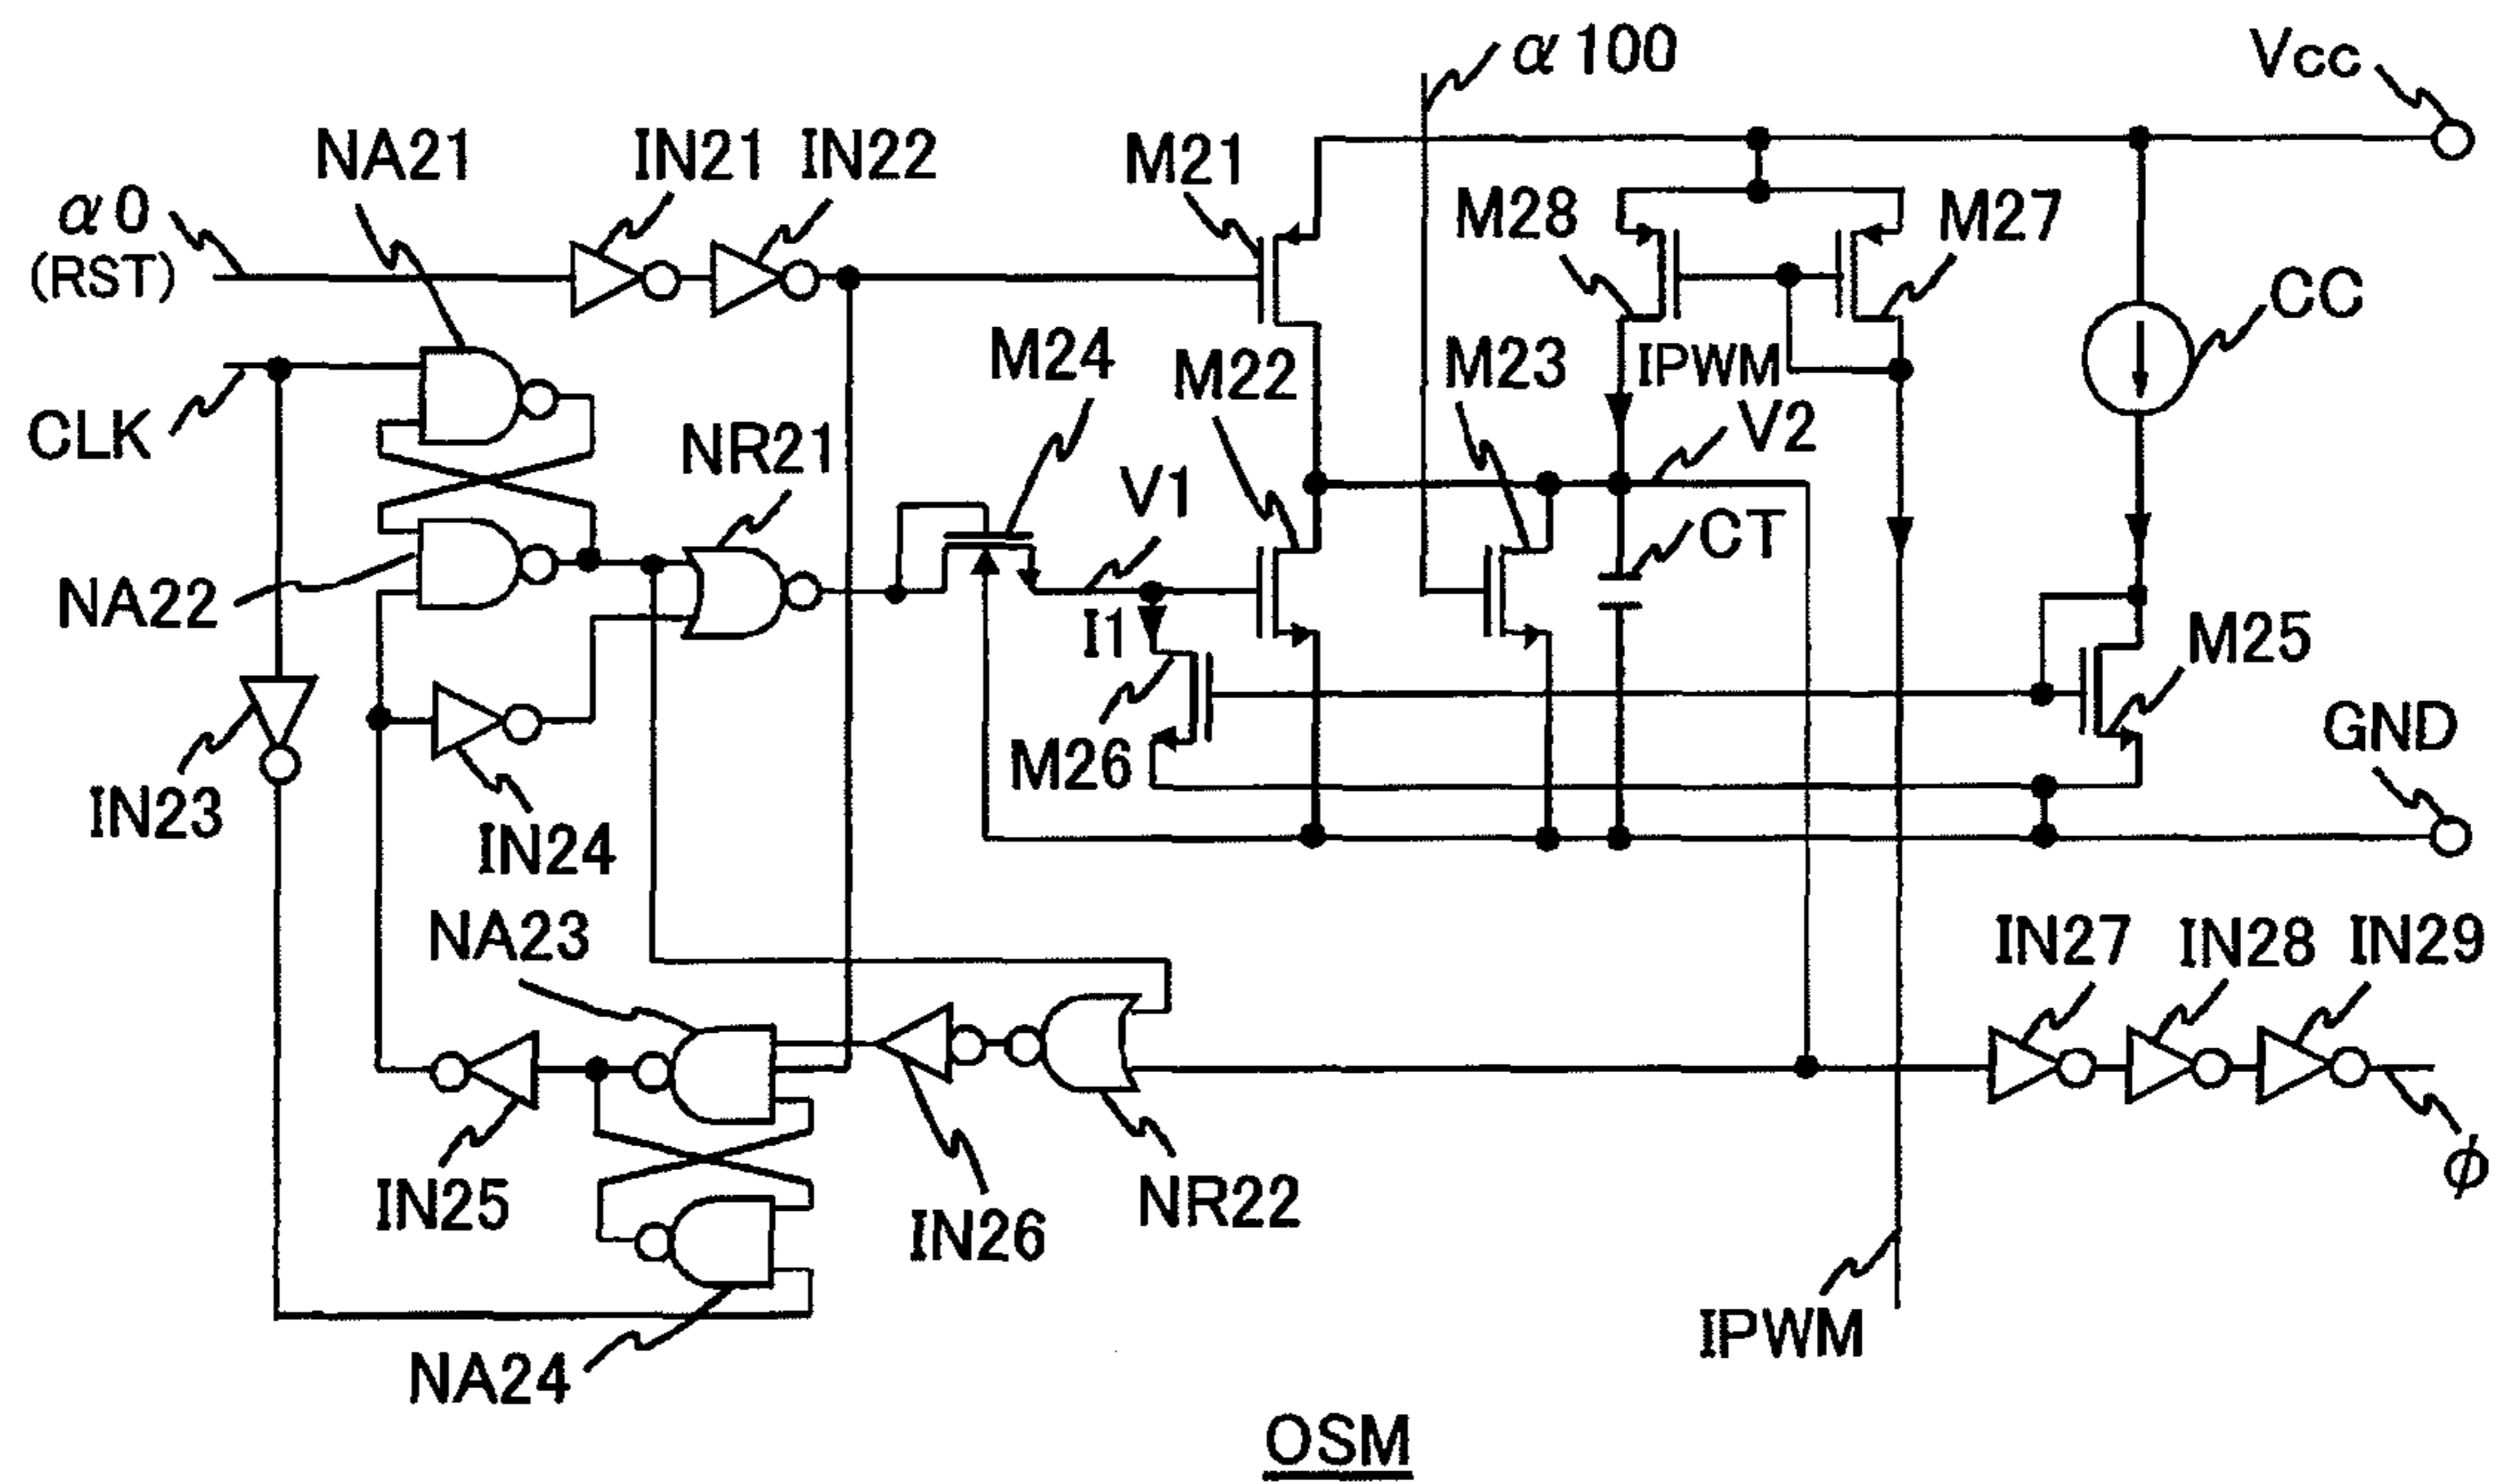 α100
Vcc
NA21
IN21
IN22
M21
M28
M27
α0
(RST)
CC
M24
M22
M23
IPWM
V2
CLK
NR21
V1
CT
NA22
I1
M25
M26
GND
IN23
IN24
NA23
IN27
IN28
IN29
IN25
IN26
NR22
φ
IPWM
NA24
OSM